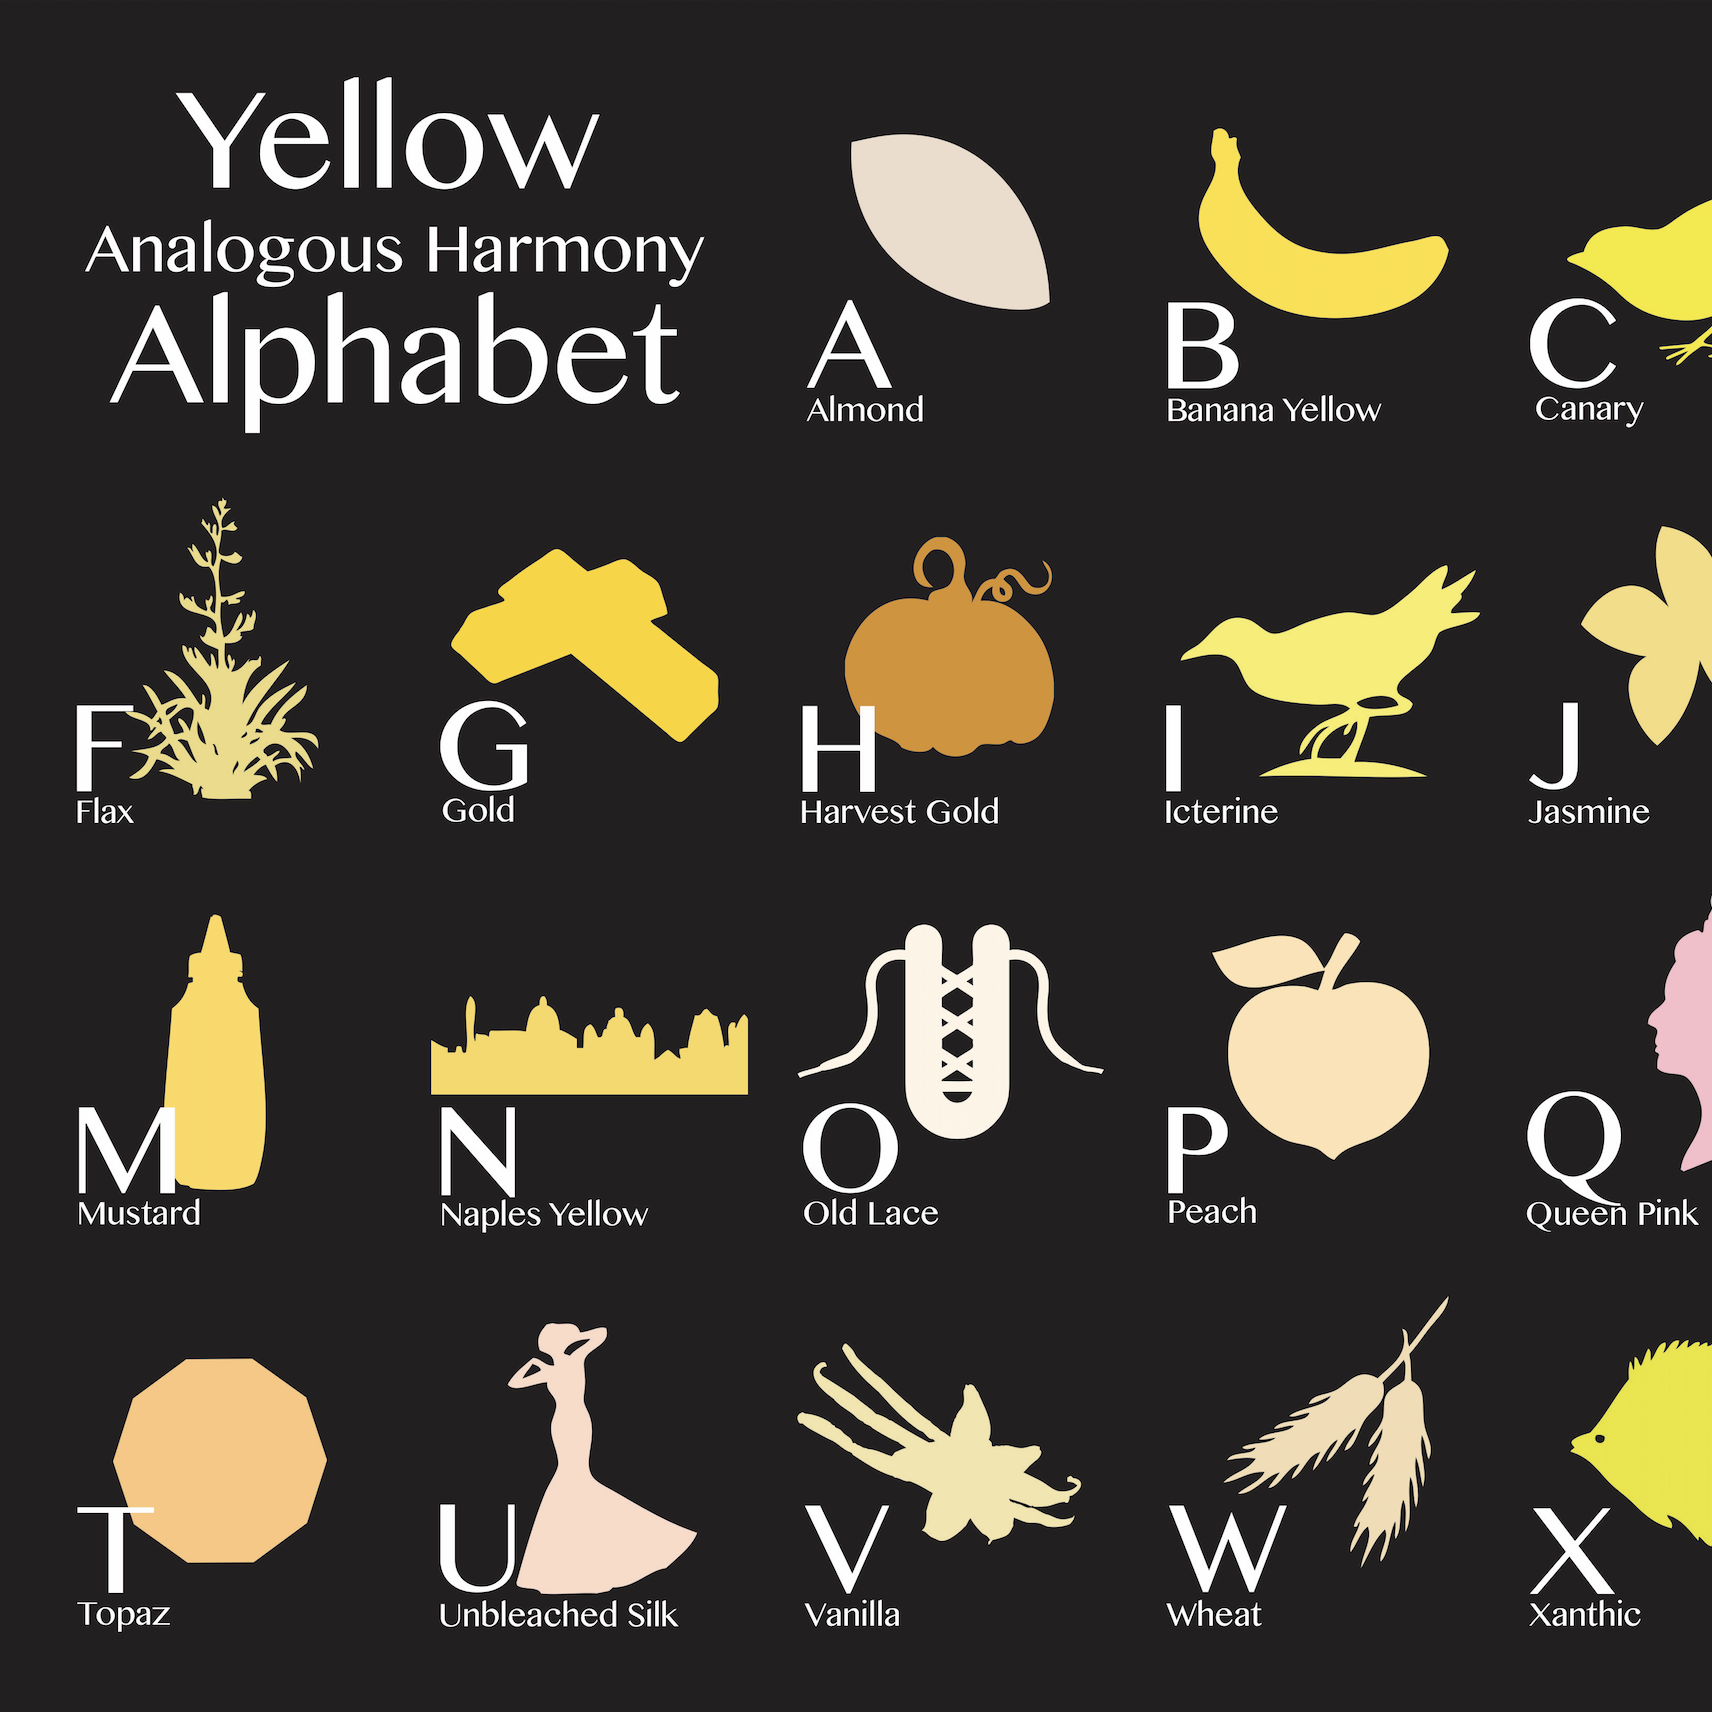 Yellow
Analogous Harmony
Alphabet
A
Almond
B
Banana Yellow
C
Canary
F
Flax
G
Gold
H
Harvest Gold
I
Icterine
J
Jasmine
M
Mustard
N
Naples Yellow
O
Old Lace
P
Peach
Q
Queen Pink
T
Topaz
U
Unbleached Silk
V
Vanilla
W
Wheat
X
Xanthic